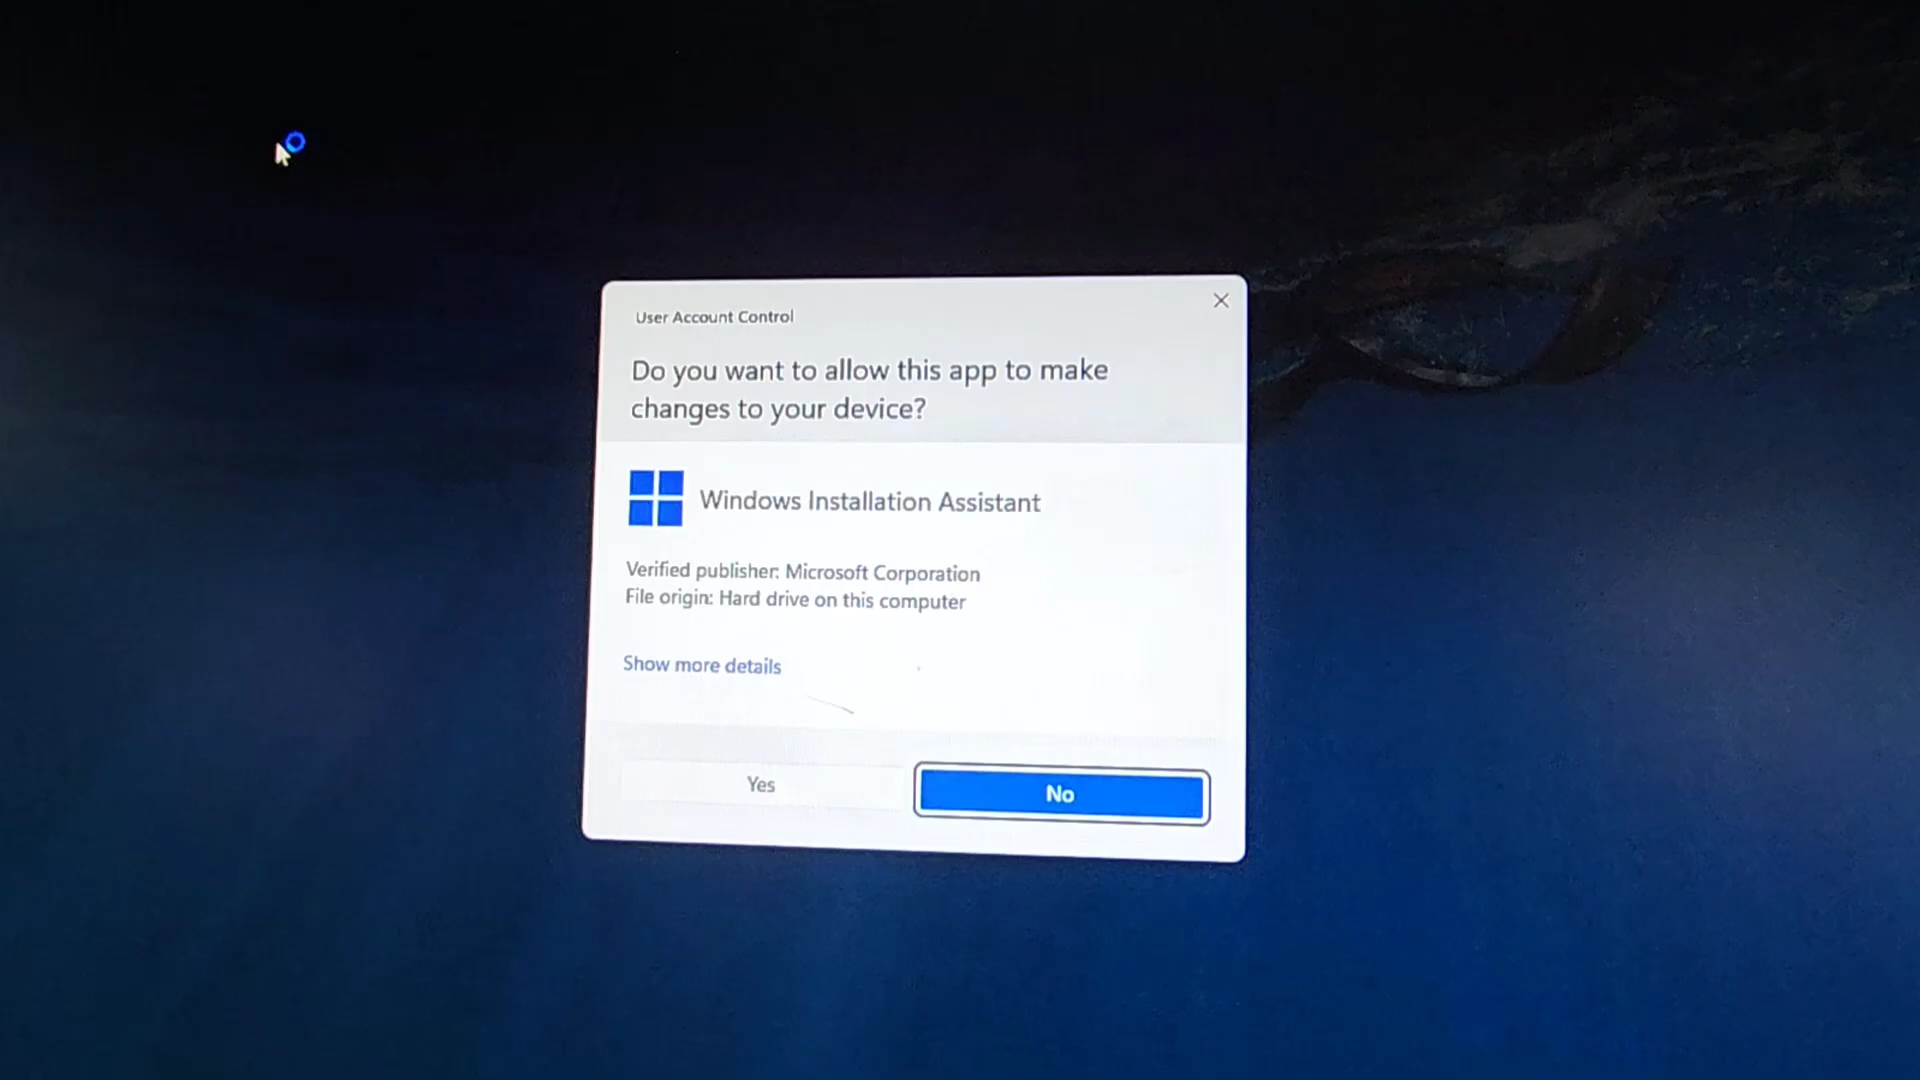 User Account Control
Do you want to allow this app to make
changes to your device?
Windows Installation Assistant
Verified publisher: Microsoft Corporation
File origin: Hard drive on this computer
Show more details
Yes
No